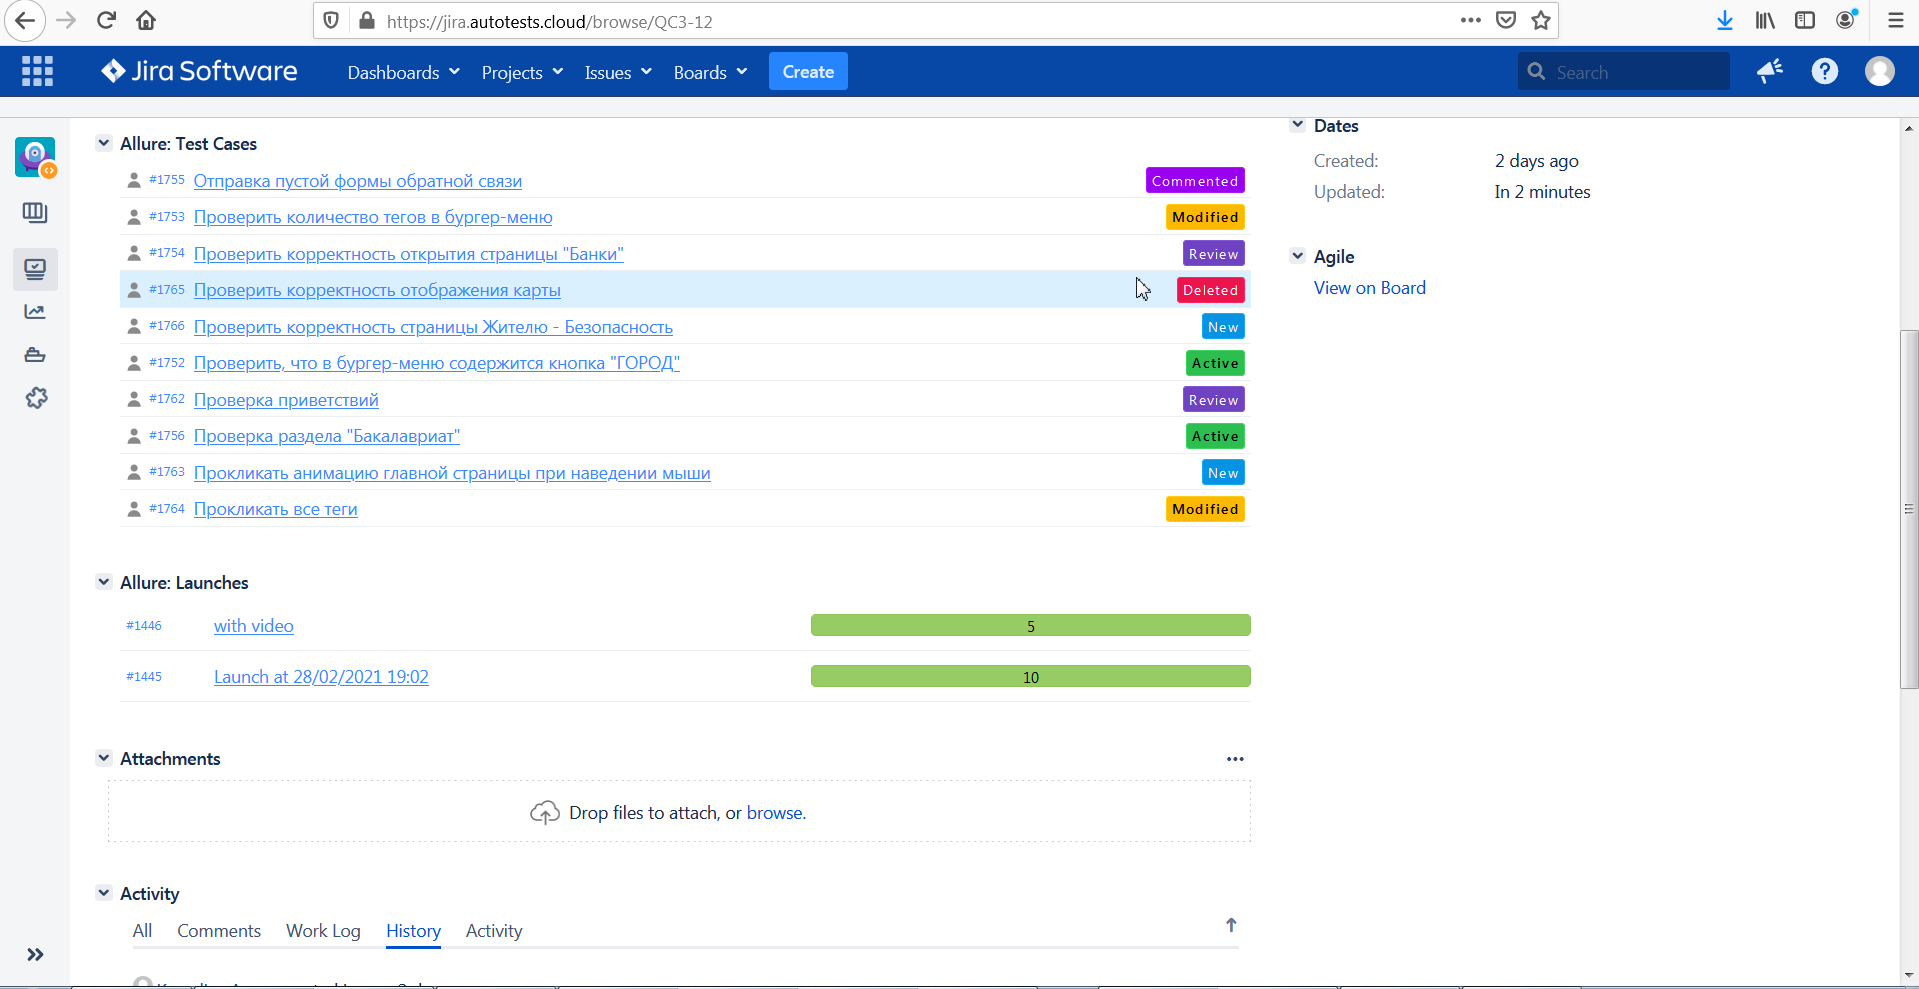 https://jira.autotests.cloud/browse/QC3-12
Jira Software Dashboards Projects Issues Boards Create Search
Allure: Test Cases
#1755 Отправка пустой формы обратной связи Commented
#1753 Проверить количество тегов в бургер-меню Modified
#1754 Проверить корректность открытия страницы "Банки" Review
#1765 Проверить корректность отображения карты Deleted
#1766 Проверить корректность страницы Жителю - Безопасность New
#1752 Проверить, что в бургер-меню содержится кнопка "ГОРОД" Active
#1762 Проверка приветствий Review
#1756 Проверка раздела "Бакалавриат" Active
#1763 Прокликать анимацию главной страницы при наведении мыши New
#1764 Прокликать все теги Modified
Allure: Launches
#1446 with video 5
#1445 Launch at 28/02/2021 19:02 10
Attachments
Drop files to attach, or browse.
Activity
All Comments Work Log History Activity
Dates
Created: 2 days ago
Updated: In 2 minutes
Agile
View on Board